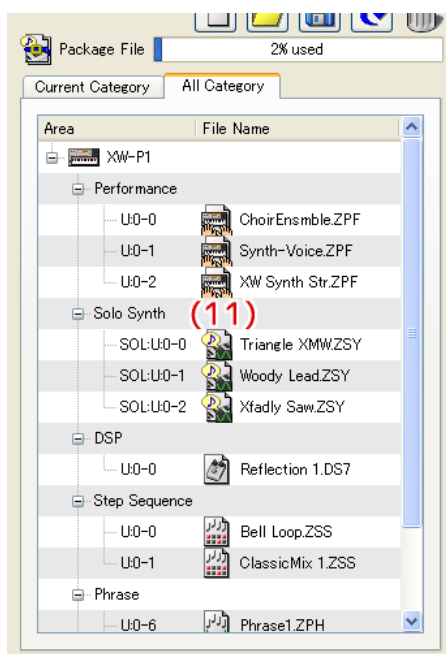 Package File 2% used
Current Category All Category
Area File Name
XW-P1
Performance
U:0-0 ChoirEnsmble.ZPF
U:0-1 Synth-Voice.ZPF
U:0-2 XW Synth Str.ZPF
Solo Synth (11)
SOL:U:0-0 Triangle XMW.ZSY
SOL:U:0-1 Woody Lead.ZSY
SOL:U:0-2 Xfadly Saw.ZSY
DSP
U:0-0 Reflection 1.DS7
Step Sequence
U:0-0 Bell Loop.ZSS
U:0-1 ClassicMix 1.ZSS
Phrase
U:0-6 Phrase1.ZPH